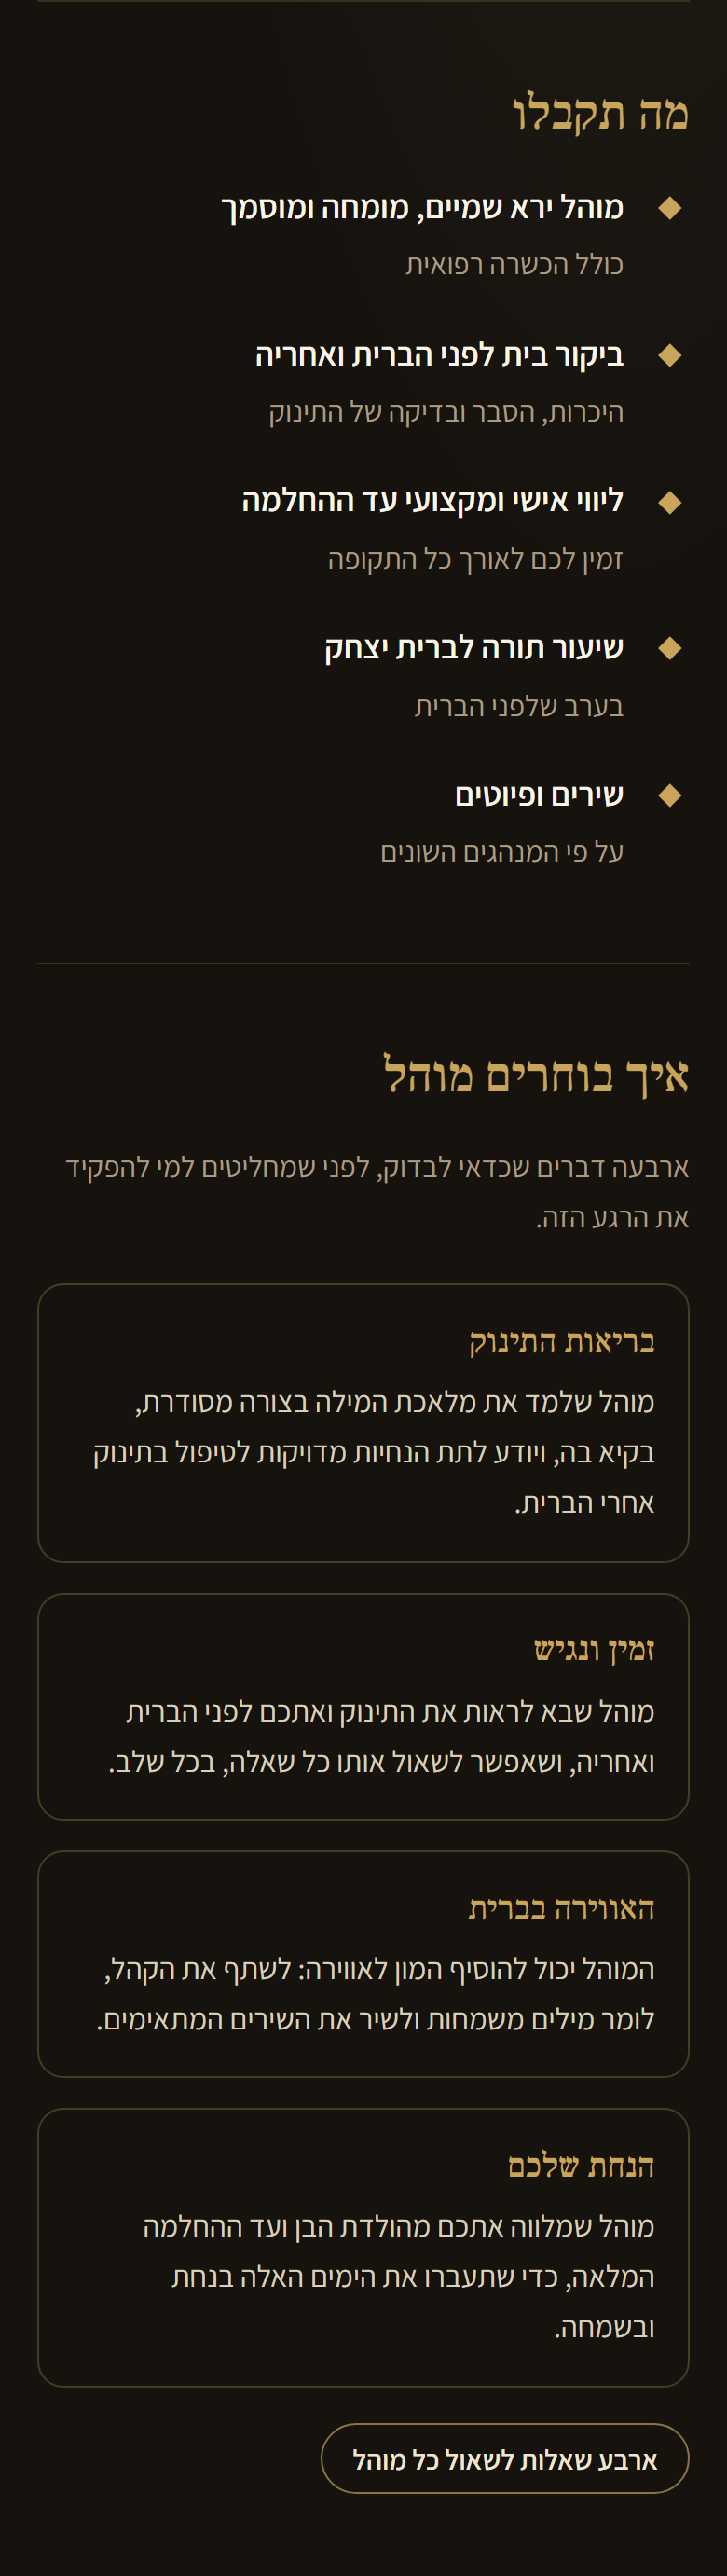 מה תקבלו
מוהל ירא שמיים, מומחה ומוסמך
כולל הכשרה רפואית
ביקור בית לפני הברית ואחריה
היכרות, הסבר ובדיקה של התינוק
ליווי אישי ומקצועי עד ההחלמה
זמין לכם לאורך כל התקופה
שיעור תורה לברית יצחק
בערב שלפני הברית
שירים ופיוטים
על פי המנהגים השונים
איך בוחרים מוהל
ארבעה דברים שכדאי לבדוק, לפני שמחליטים למי להפקיד
את הרגע הזה.
בריאות התינוק
מוהל שלמד את מלאכת המילה בצורה מסודרת,
בקיא בה, ויודע לתת הנחיות מדויקות לטיפול בתינוק
אחרי הברית.
זמין ונגיש
מוהל שבא לראות את התינוק ואתכם לפני הברית
ואחריה, ושאפשר לשאול אותו כל שאלה, בכל שלב.
האווירה בברית
המוהל יכול להוסיף המון לאווירה: לשתף את הקהל,
לומר מילים משמחות ולשיר את השירים המתאימים.
הנחת שלכם
מוהל שמלווה אתכם מהולדת הבן ועד ההחלמה
המלאה, כדי שתעברו את הימים האלה בנחת
ובשמחה.
ארבע שאלות לשאול כל מוהל